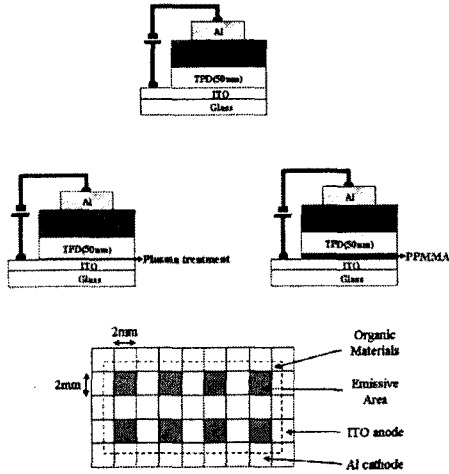 Al
TPD(50nm)
ITO
Glass
Al
TPD(50nm)
Plasma treatment
ITO
Glass
Al
TPD(50nm)
PPMMA
ITO
Glass
2mm
2mm
Organic
Materials
Emissive
Area
ITO anode
Al cathode